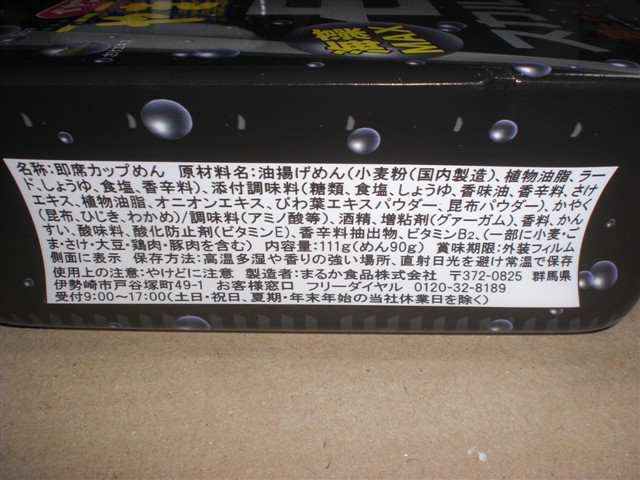 MAX
名称:即席カップめん 原材料名:油揚げめん(小麦粉(国内製造)、植物油脂、ラー
ド、しょうゆ、食塩、香辛料)、添付調味料(糖類、食塩、しょうゆ、香味油、香辛料、さけ
エキス、植物油脂、オニオンエキス、びわ葉エキスパウダー、昆布パウダー)、かやく
(昆布、ひじき、わかめ)/調味料(アミノ酸等)、酒精、増粘剤(グァーガム)、香料、かん
すい、酸味料、酸化防止剤(ビタミンE)、香辛料抽出物、ビタミンB2、(一部に小麦・ご
ま・さけ・大豆・鶏肉・豚肉を含む) 内容量:111g(めん90g) 賞味期限:外装フィルム
側面に表示 保存方法:高温多湿や香りの強い場所、直射日光を避け常温で保存
使用上の注意:やけどに注意 製造者:まるか食品株式会社 〒372-0825 群馬県
伊勢崎市戸谷塚町49-1 お客様窓口 フリーダイヤル 0120-32-8189
受付9:00〜17:00(土日・祝日、夏期・年末年始の当社休業日を除く)